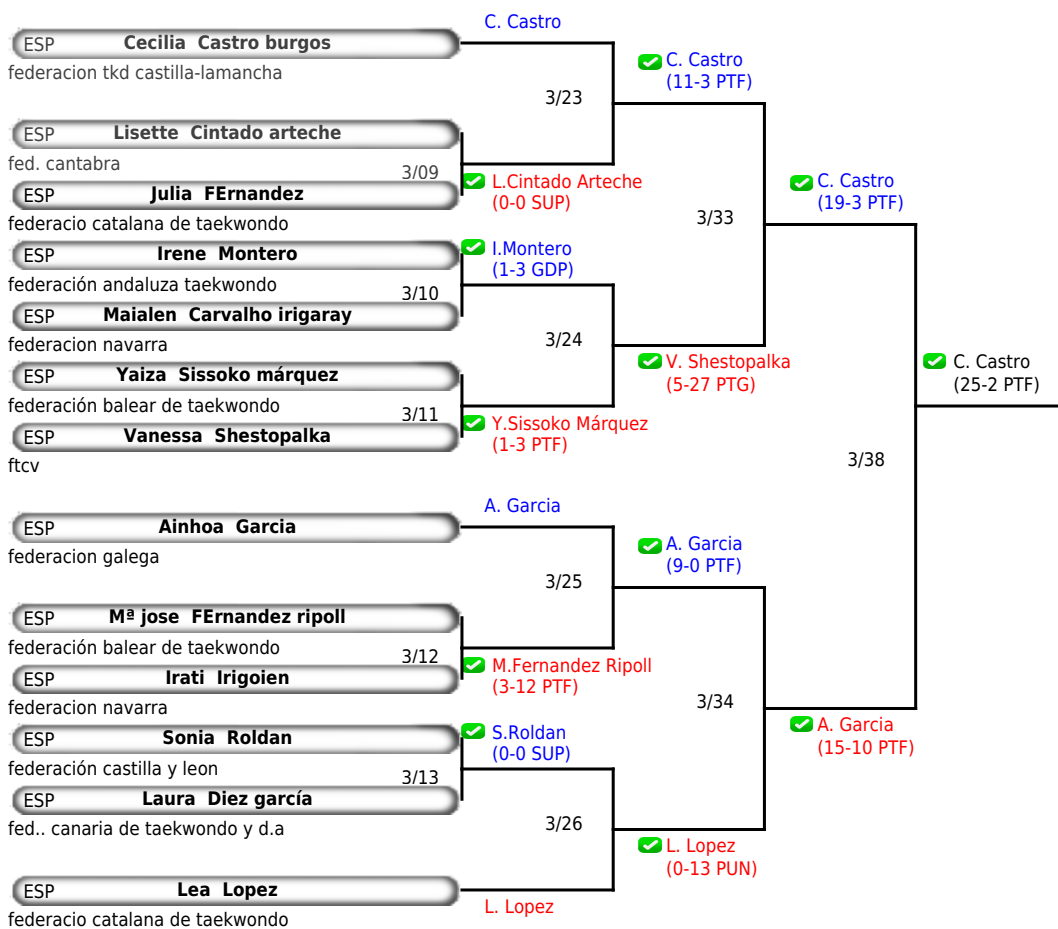 C. Castro
ESP Cecilia Castro burgos
federacion tkd castilla-lamancha
C. Castro
(11-3 PTF)
3/23
ESP Lisette Cintado arteche
fed. cantabra
3/09
L.Cintado Arteche
(0-0 SUP)
C. Castro
(19-3 PTF)
ESP Julia FErnandez
federacio catalana de taekwondo
3/33
ESP Irene Montero
I.Montero
(1-3 GDP)
federación andaluza taekwondo
3/10
ESP Maialen Carvalho irigaray
federacion navarra
3/24
V. Shestopalka
(5-27 PTG)
C. Castro
(25-2 PTF)
ESP Yaiza Sissoko márquez
federación balear de taekwondo
3/11
Y.Sissoko Márquez
(1-3 PTF)
ESP Vanessa Shestopalka
ftcv
3/38
A. Garcia
ESP Ainhoa Garcia
federacion galega
A. Garcia
(9-0 PTF)
3/25
ESP Mª jose FErnandez ripoll
federación balear de taekwondo
3/12
M.Fernandez Ripoll
(3-12 PTF)
ESP Irati Irigoien
federacion navarra
3/34
ESP Sonia Roldan
S.Roldan
(0-0 SUP)
A. Garcia
(15-10 PTF)
federación castilla y leon
3/13
ESP Laura Diez garcía
fed.. canaria de taekwondo y d.a
3/26
L. Lopez
(0-13 PUN)
ESP Lea Lopez
L. Lopez
federacio catalana de taekwondo